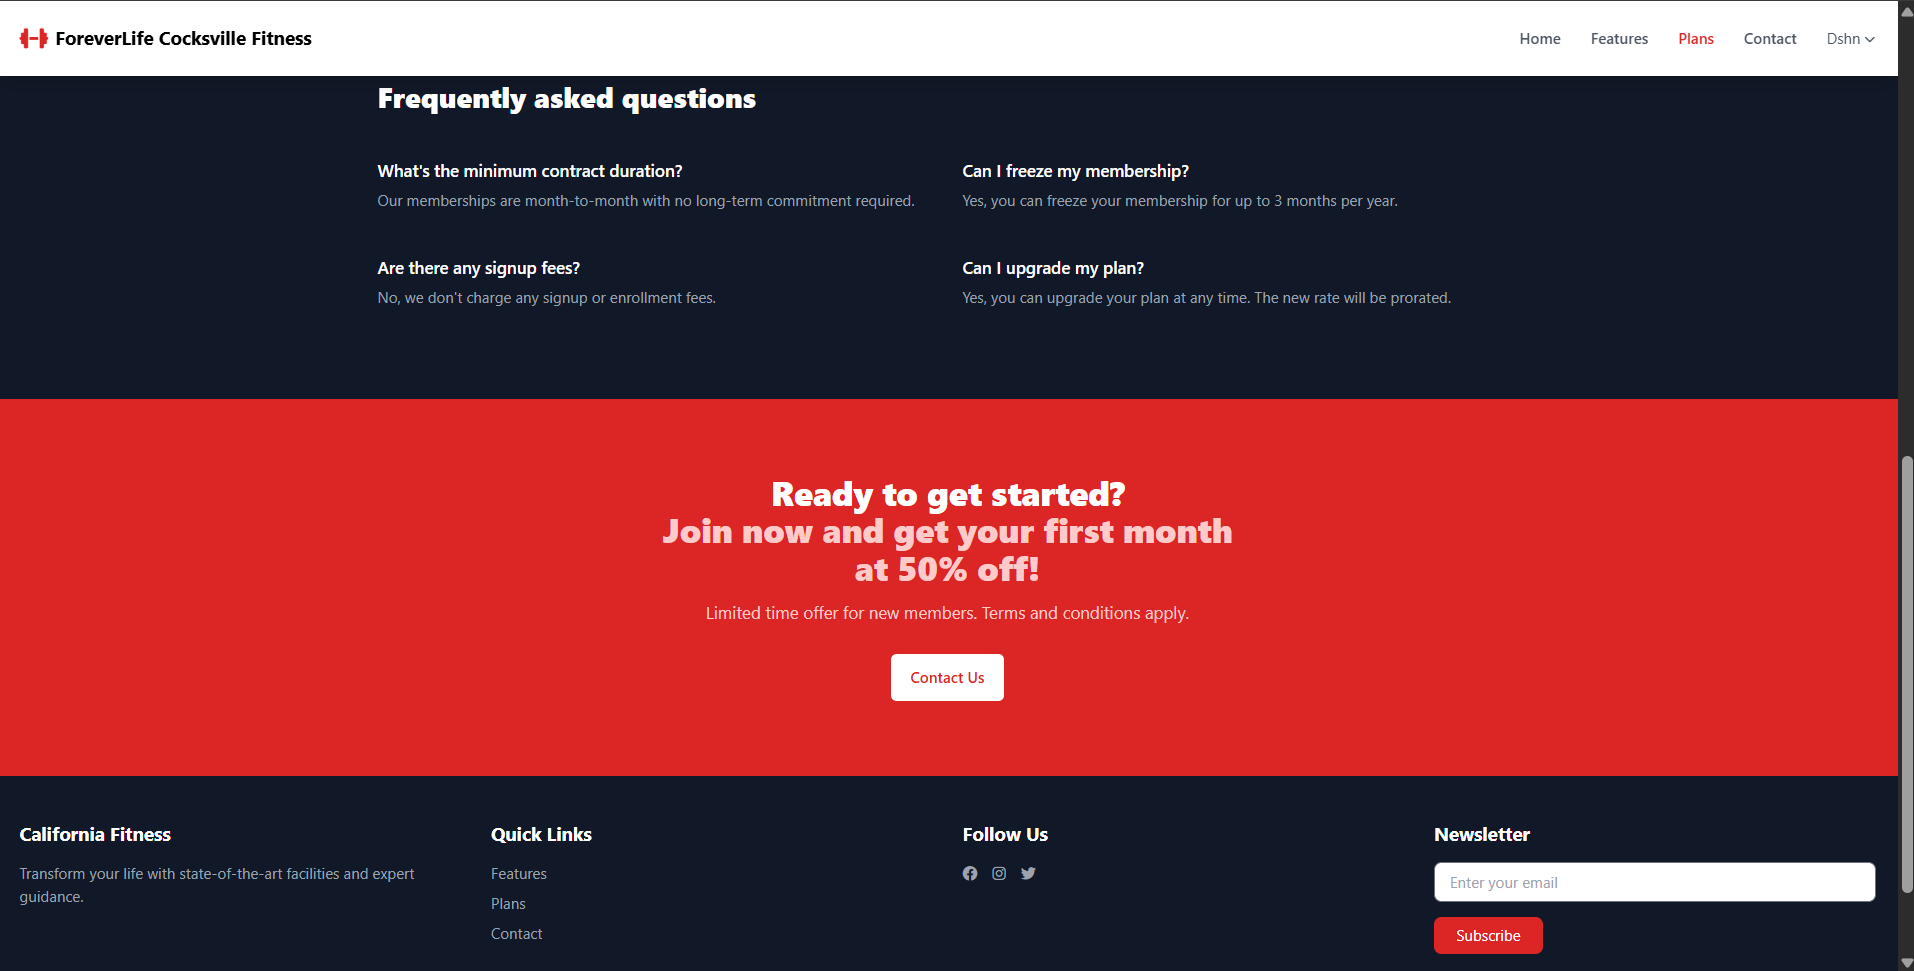 ForeverLife Cocksville Fitness
Home
Features
Plans
Contact
Dshn
Frequently asked questions
What's the minimum contract duration?
Our memberships are month-to-month with no long-term commitment required.
Can I freeze my membership?
Yes, you can freeze your membership for up to 3 months per year.
Are there any signup fees?
No, we don't charge any signup or enrollment fees.
Can I upgrade my plan?
Yes, you can upgrade your plan at any time. The new rate will be prorated.
Ready to get started?
Join now and get your first month
at 50% off!
Limited time offer for new members. Terms and conditions apply.
Contact Us
California Fitness
Transform your life with state-of-the-art facilities and expert
guidance.
Quick Links
Features
Plans
Contact
Follow Us
Newsletter
Enter your email
Subscribe